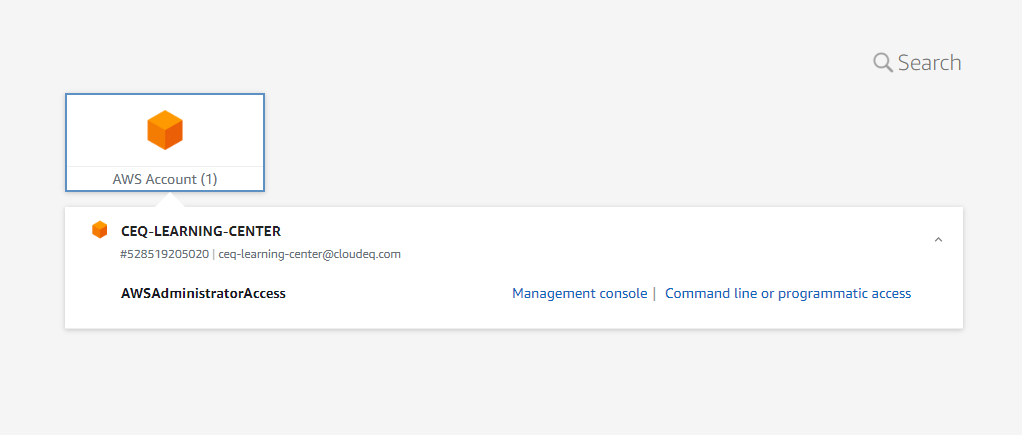 Search
AWS Account (1)
CEQ-LEARNING-CENTER
#528519205020 | ceq-learning-center@cloudeq.com
AWSAdministratorAccess Management console | Command line or programmatic access